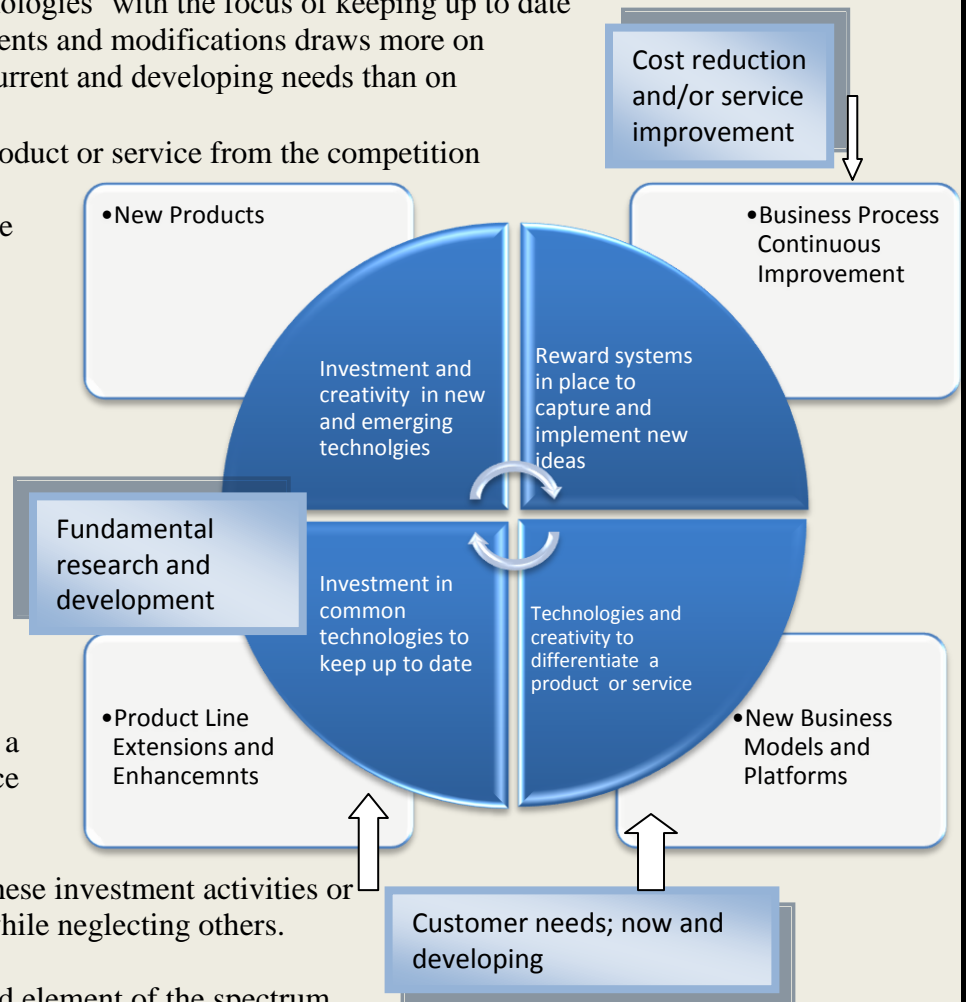 nologies" with the focus of keeping up to date
ents and modifications draws more on
urrent and developing needs than on
oduct or service from the competition
e
Cost reduction
and/or service
improvement
•New Products
•Business Process
Continuous
Improvement
Investment and
creativity in new
and emerging
technolgies
Reward systems
in place to
capture and
implement new
ideas
Fundamental
research and
development
Investment in
common
technologies to
keep up to date
Technologies and
creativity to
differentiate a
product or service
•Product Line
Extensions and
Enhancemnts
•New Business
Models and
Platforms
a
ce
hese investment activities or
while neglecting others.
Customer needs; now and
developing
d element of the spectrum